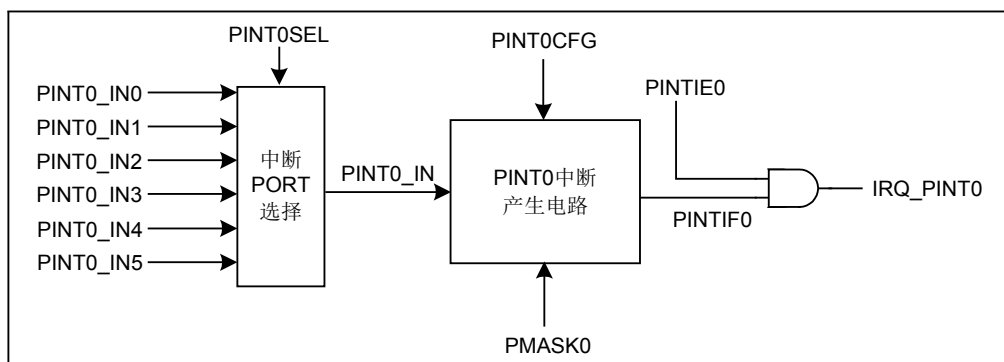 PINT0SEL
PINT0CFG
PINTIE0
PINT0_IN0
PINT0_IN1
PINT0_IN2
PINT0_IN3
PINT0_IN4
PINT0_IN5
中断
PORT
选择
PINT0_IN
PINT0中断
产生电路
PINTIF0
IRQ_PINT0
PMASK0